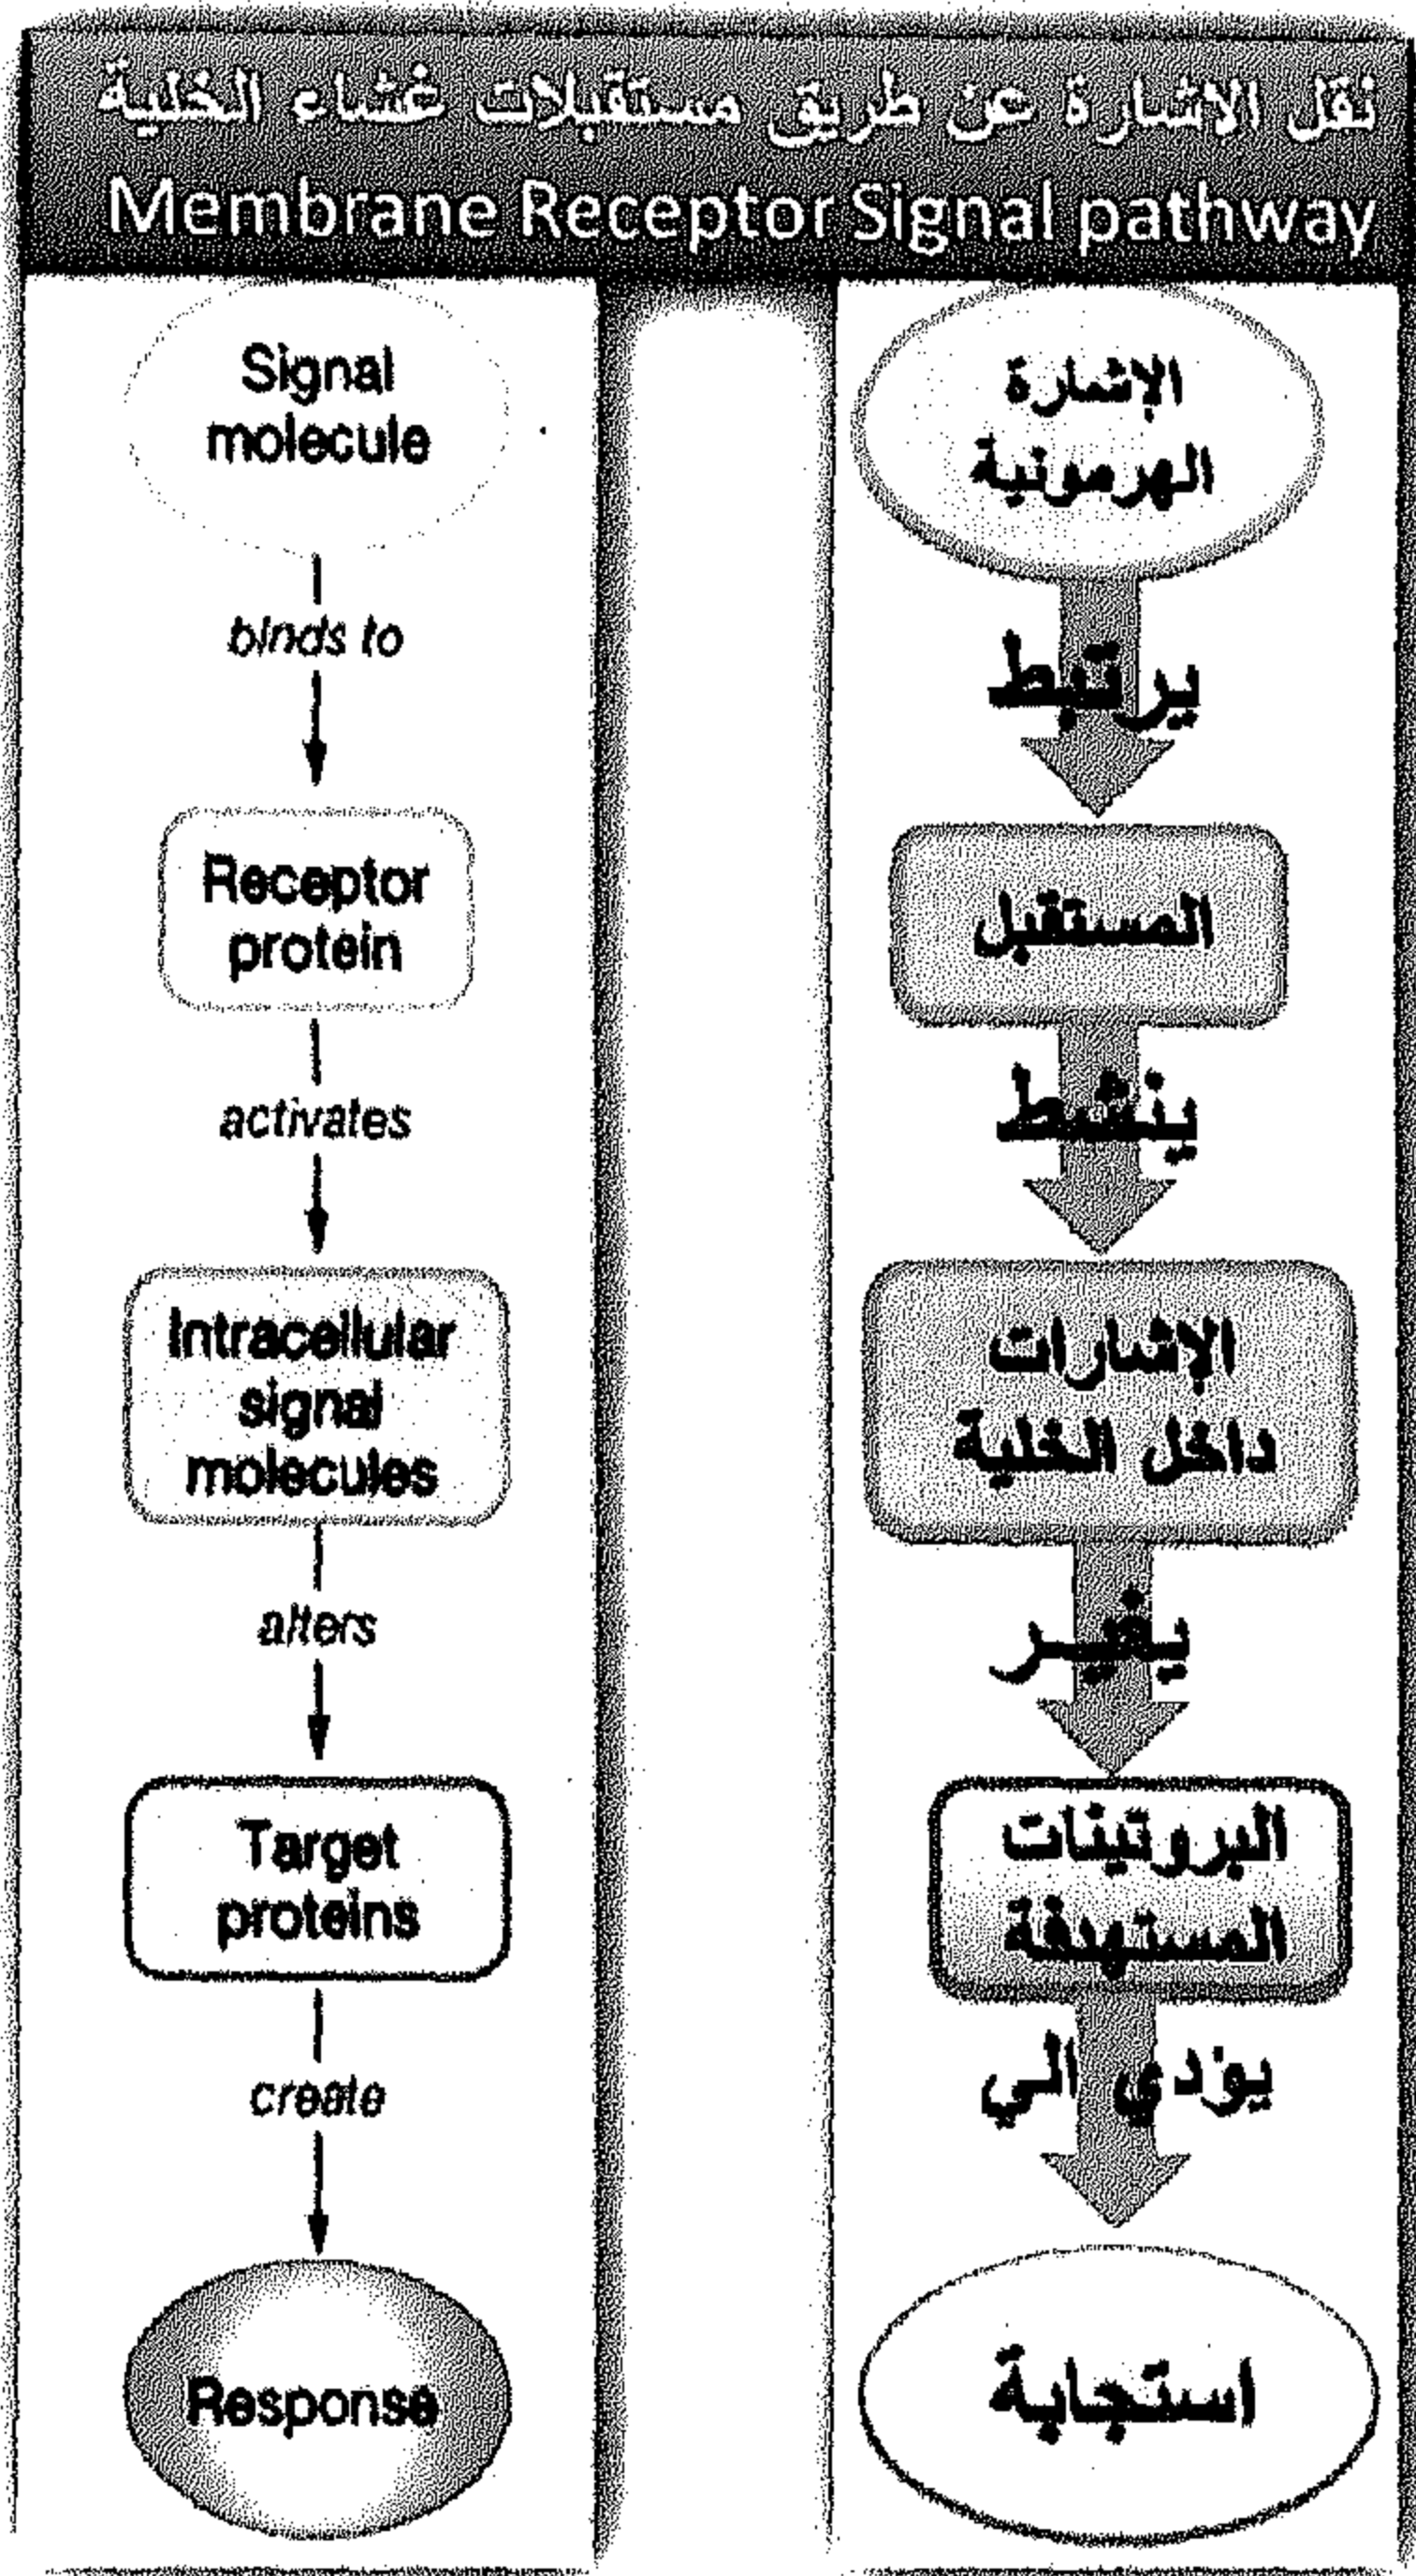 نقل الاشارة عن طريق مستقبلات غشاء الخلية
Membrane Receptor Signal pathway
Signal
molecule
binds to
Receptor
protein
activates
Intracellular
signal
molecules
alters
Target
proteins
create
Response
الإشارة
الهرمونية
يرتبط
المستقبل
ينشط
الإشارات
داخل الخلية
يغيـر
البروتينات
المستهدفة
يؤدي الي
استجابة